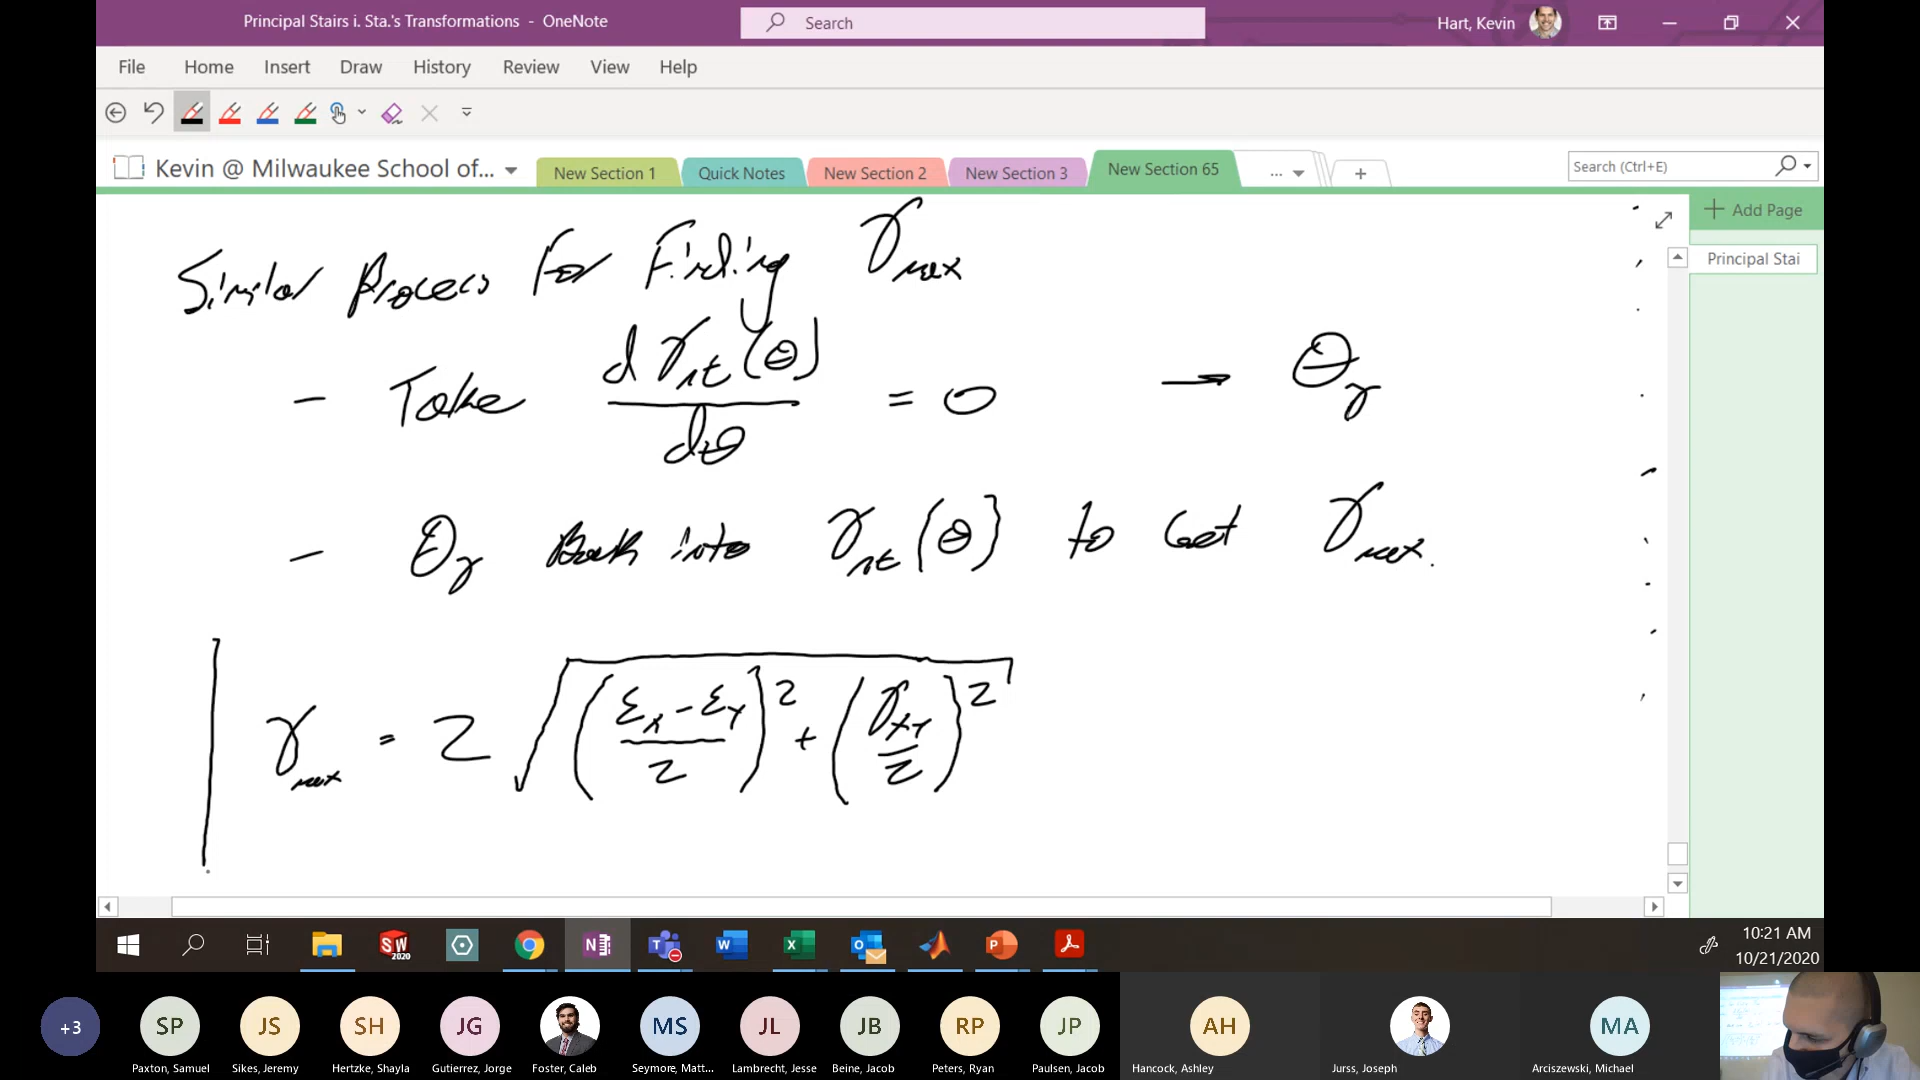 Principal Stairs i. Sta.'s Transformations - OneNote
Search
Hart, Kevin
File Home Insert Draw History Review View Help
Kevin @ Milwaukee School of...
New Section 1
Quick Notes
New Section 2
New Section 3
New Section 65
...
+
Search (Ctrl+E)
Add Page
Principal Stai
Similar Process For Finding γmax
- Take dγnt(θ)/dθ = 0 → θγ
- θγ Back into γnt(θ) to Get γmax.
γmax = 2 √((εx - εy)/2)² + (γxy/2)²
SW 2020
10:21 AM
10/21/2020
+3
SP
JS
SH
JG
MS
JL
JB
RP
JP
AH
MA
Paxton, Samuel
Sikes, Jeremy
Hertzke, Shayla
Gutierrez, Jorge
Foster, Caleb
Seymore, Matt...
Lambrecht, Jesse
Beine, Jacob
Peters, Ryan
Paulsen, Jacob
Hancock, Ashley
Jurss, Joseph
Arciszewski, Michael